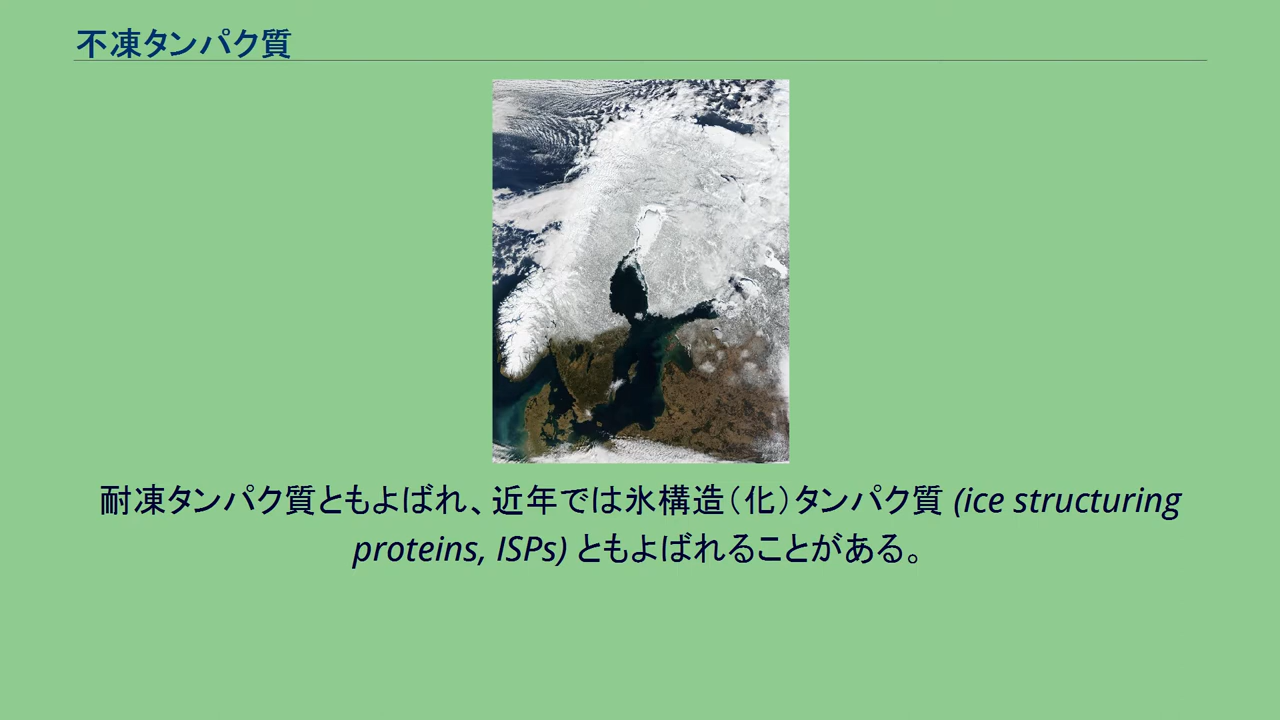 不凍タンパク質
耐凍タンパク質ともよばれ、近年では氷構造（化）タンパク質 (ice structuring
proteins, ISPs) ともよばれることがある。